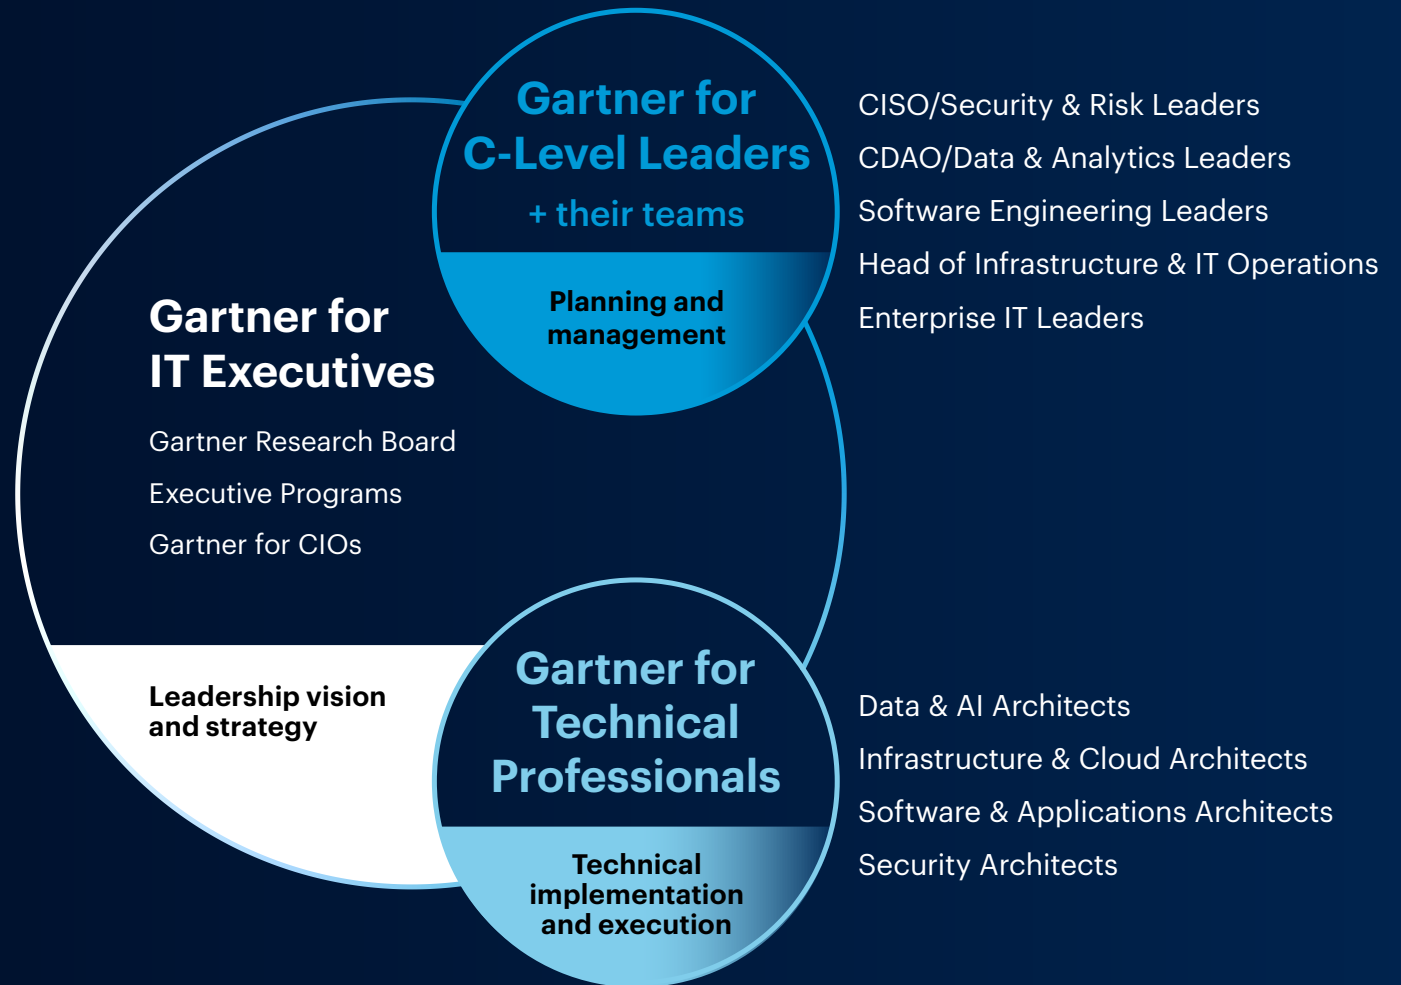 Gartner for
IT Executives
Gartner Research Board
Executive Programs
Gartner for CIOs
Leadership vision
and strategy
Gartner for
C-Level Leaders
+ their teams
Planning and
management
CISO/Security & Risk Leaders
CDAO/Data & Analytics Leaders
Software Engineering Leaders
Head of Infrastructure & IT Operations
Enterprise IT Leaders
Gartner for
Technical
Professionals
Technical
implementation
and execution
Data & AI Architects
Infrastructure & Cloud Architects
Software & Applications Architects
Security Architects